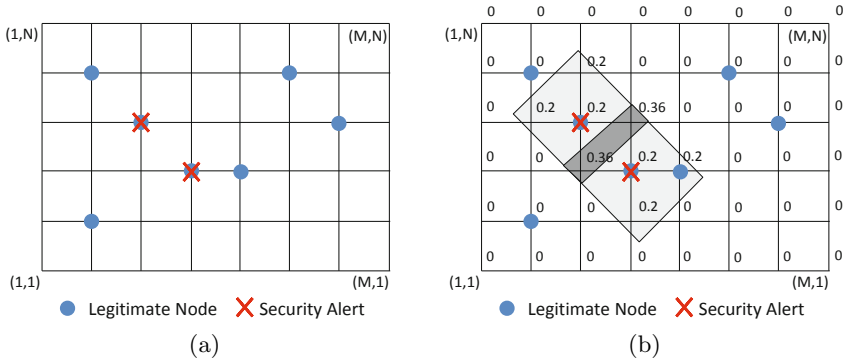 (1,N)
(M,N)
(1,1)
(M,1)
Legitimate Node
Security Alert
(a)
0 0 0 0 0 0 0 0
(1,N)
(M,N)
0 0 0.2 0 0 0 0 0
0 0.2 0.2 0.36 0 0 0 0
0 0 0.36 0.2 0.2 0 0 0
0 0 0 0.2 0 0 0 0
0 0 0 0 0 0 0 0
(1,1)
(M,1)
Legitimate Node
Security Alert
(b)